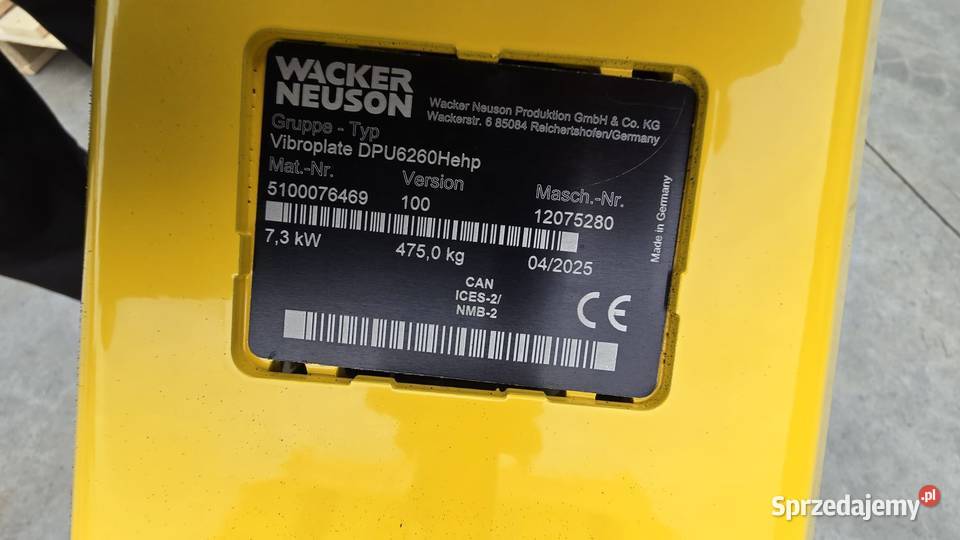 WACKER
NEUSON
Wacker Neuson Produktion GmbH & Co. KG
Wackerstr. 6 85084 Reichertshofen/Germany
Gruppe - Typ
Vibroplate DPU6260Hehp
Mat.-Nr. Version Masch.-Nr.
5100076469 100 12075280
7,3 kW 475,0 kg 04/2025
CAN
ICES-2/
NMB-2
CE
Made in Germany
Sprzedajemy.pl